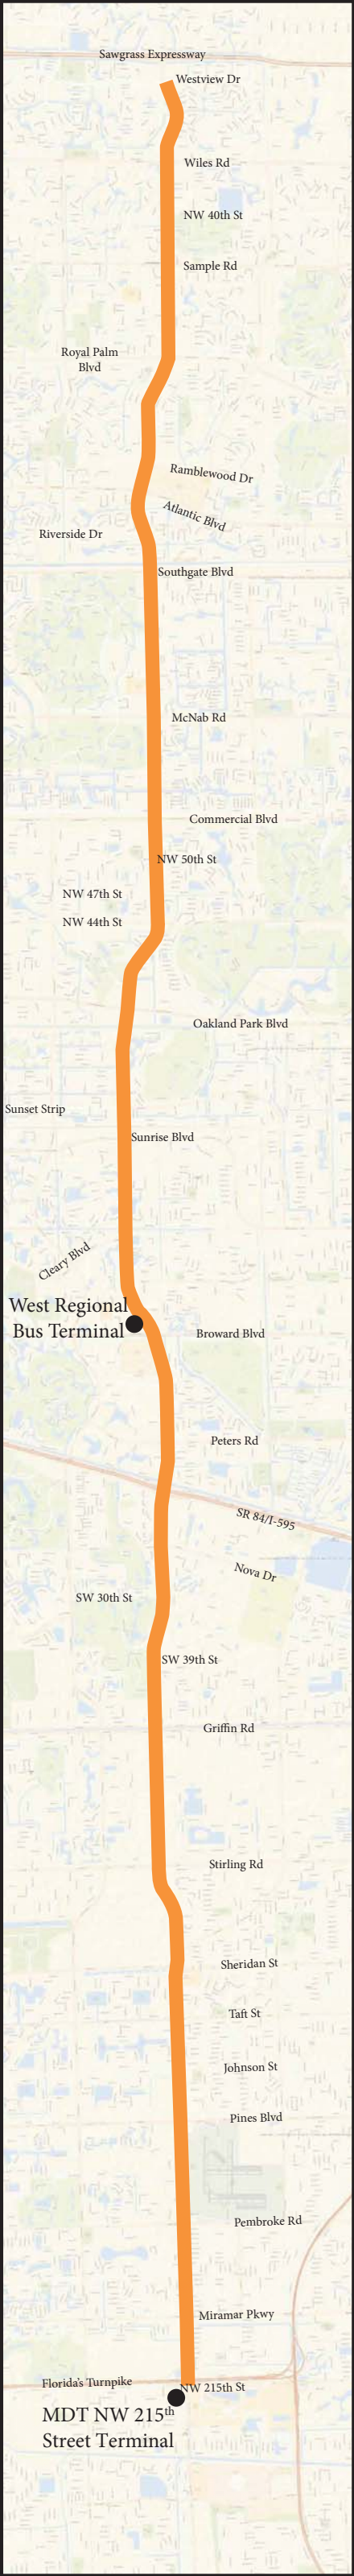 Sawgrass Expressway
Westview Dr
Wiles Rd
NW 40th St
Sample Rd
Royal Palm
Blvd
Ramblewood Dr
Atlantic Blvd
Riverside Dr
Southgate Blvd
McNab Rd
Commercial Blvd
NW 50th St
NW 47th St
NW 44th St
Oakland Park Blvd
Sunset Strip
Sunrise Blvd
Cleary Blvd
West Regional
Bus Terminal
Broward Blvd
Peters Rd
SR 84/I-595
Nova Dr
SW 30th St
SW 39th St
Griffin Rd
Stirling Rd
Sheridan St
Taft St
Johnson St
Pines Blvd
Pembroke Rd
Miramar Pkwy
Florida's Turnpike
NW 215th St
MDT NW 215th
Street Terminal